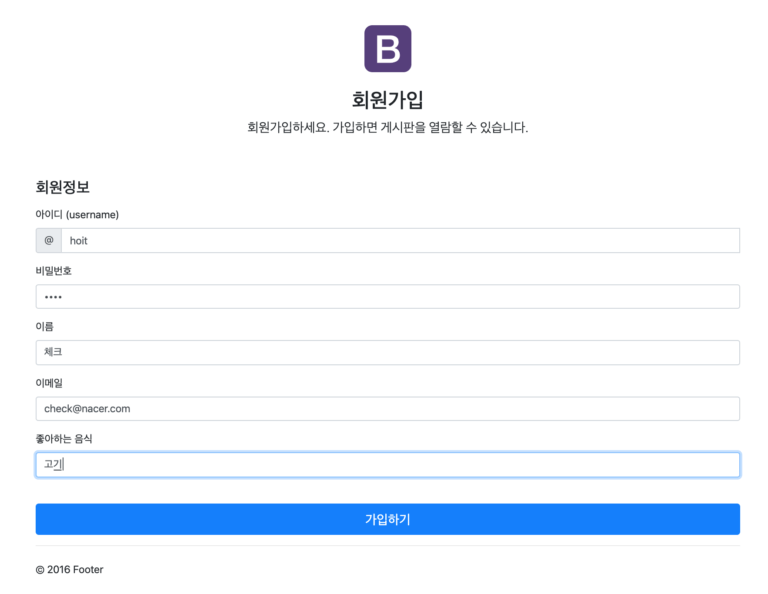 B
회원가입
회원가입하세요. 가입하면 게시판을 열람할 수 있습니다.
회원정보
아이디 (username)
@ hoit
비밀번호
••••
이름
체크
이메일
check@nacer.com
좋아하는 음식
고기
가입하기
© 2016 Footer